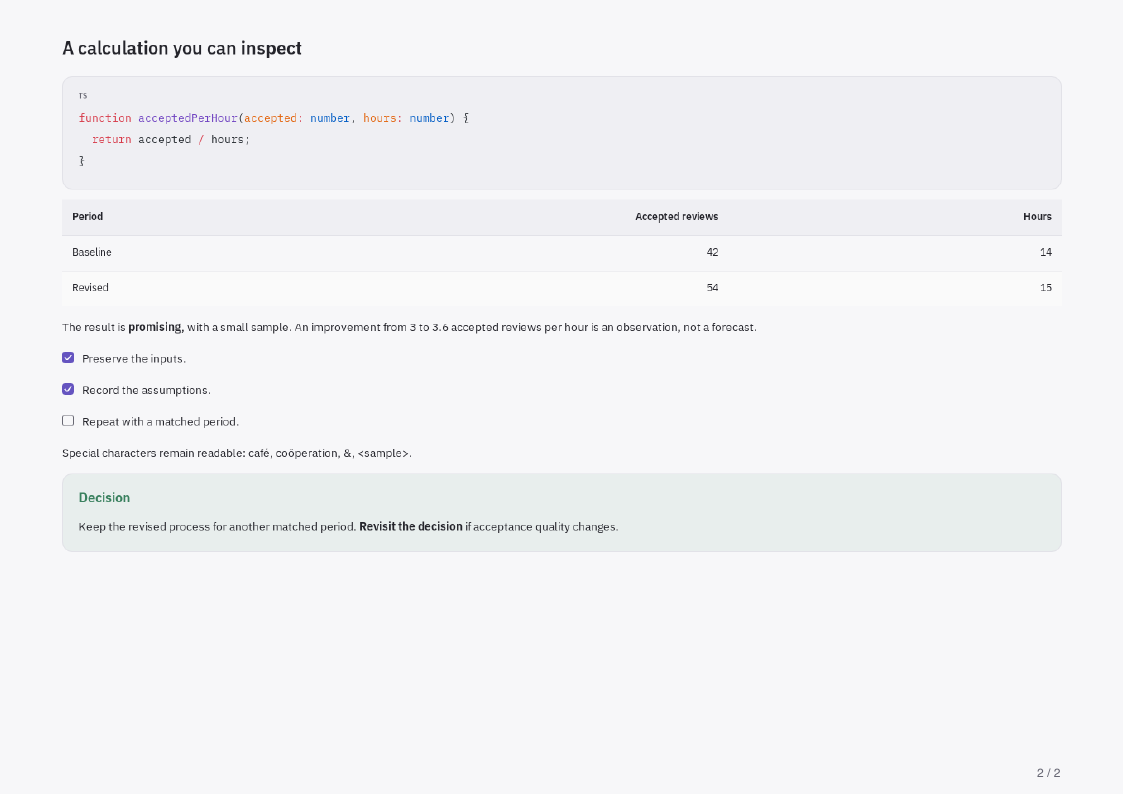 A calculation you can inspect
TS
function acceptedPerHour(accepted: number, hours: number) {
  return accepted / hours;
}
Period Accepted reviews Hours
Baseline 42 14
Revised 54 15
The result is promising, with a small sample. An improvement from 3 to 3.6 accepted reviews per hour is an observation, not a forecast.
Preserve the inputs.
Record the assumptions.
Repeat with a matched period.
Special characters remain readable: café, coöperation, &, <sample>.
Decision
Keep the revised process for another matched period. Revisit the decision if acceptance quality changes.
2 / 2